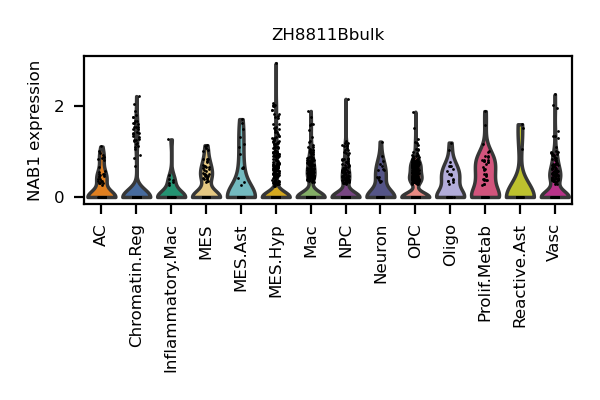 ZH8811Bbulk
NAB1 expression
2
0
AC
Chromatin.Reg
Inflammatory.Mac
MES
MES.Ast
MES.Hyp
Mac
NPC
Neuron
OPC
Oligo
Prolif.Metab
Reactive.Ast
Vasc